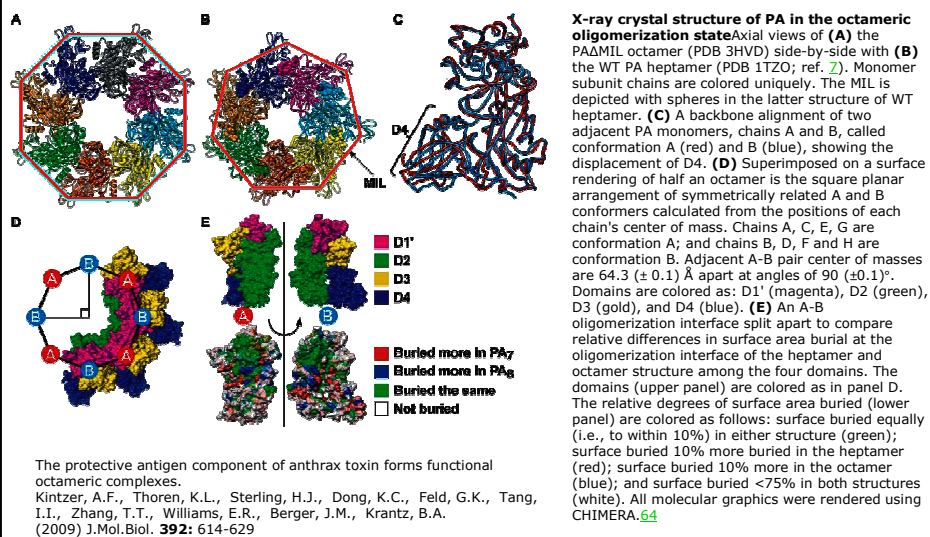 A
B
C
D4
MIL
D
E
B
A
A
B
B
A
A
B
D1'
D2
D3
D4
A
B
Buried more in PA7
Buried more in PA8
Buried the same
Not buried
The protective antigen component of anthrax toxin forms functional
octameric complexes.
Kintzer, A.F., Thoren, K.L., Sterling, H.J., Dong, K.C., Feld, G.K., Tang,
I.I., Zhang, T.T., Williams, E.R., Berger, J.M., Krantz, B.A.
(2009) J.Mol.Biol. 392: 614-629
X-ray crystal structure of PA in the octameric
oligomerization stateAxial views of (A) the
PAΔMIL octamer (PDB 3HVD) side-by-side with (B)
the WT PA heptamer (PDB 1TZO; ref. 7). Monomer
subunit chains are colored uniquely. The MIL is
depicted with spheres in the latter structure of WT
heptamer. (C) A backbone alignment of two
adjacent PA monomers, chains A and B, called
conformation A (red) and B (blue), showing the
displacement of D4. (D) Superimposed on a surface
rendering of half an octamer is the square planar
arrangement of symmetrically related A and B
conformers calculated from the positions of each
chain's center of mass. Chains A, C, E, G are
conformation A; and chains B, D, F and H are
conformation B. Adjacent A-B pair center of masses
are 64.3 (± 0.1) Å apart at angles of 90 (±0.1)°.
Domains are colored as: D1' (magenta), D2 (green),
D3 (gold), and D4 (blue). (E) An A-B
oligomerization interface split apart to compare
relative differences in surface area burial at the
oligomerization interface of the heptamer and
octamer structure among the four domains. The
domains (upper panel) are colored as in panel D.
The relative degrees of surface area buried (lower
panel) are colored as follows: surface buried equally
(i.e., to within 10%) in either structure (green);
surface buried 10% more buried in the heptamer
(red); surface buried 10% more in the octamer
(blue); and surface buried <75% in both structures
(white). All molecular graphics were rendered using
CHIMERA.64